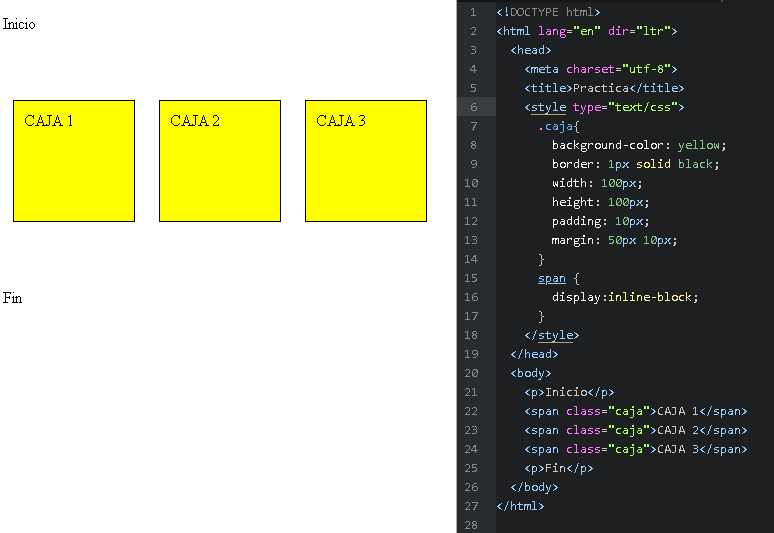 Inicio
CAJA 1 CAJA 2 CAJA 3
Fin
1 <!DOCTYPE html>
2 <html lang="en" dir="ltr">
3 <head>
4 <meta charset="utf-8">
5 <title>Practica</title>
6 <style type="text/css">
7 .caja{
8 background-color: yellow;
9 border: 1px solid black;
10 width: 100px;
11 height: 100px;
12 padding: 10px;
13 margin: 50px 10px;
14 }
15 span {
16 display:inline-block;
17 }
18 </style>
19 </head>
20 <body>
21 <p>Inicio</p>
22 <span class="caja">CAJA 1</span>
23 <span class="caja">CAJA 2</span>
24 <span class="caja">CAJA 3</span>
25 <p>Fin</p>
26 </body>
27 </html>
28